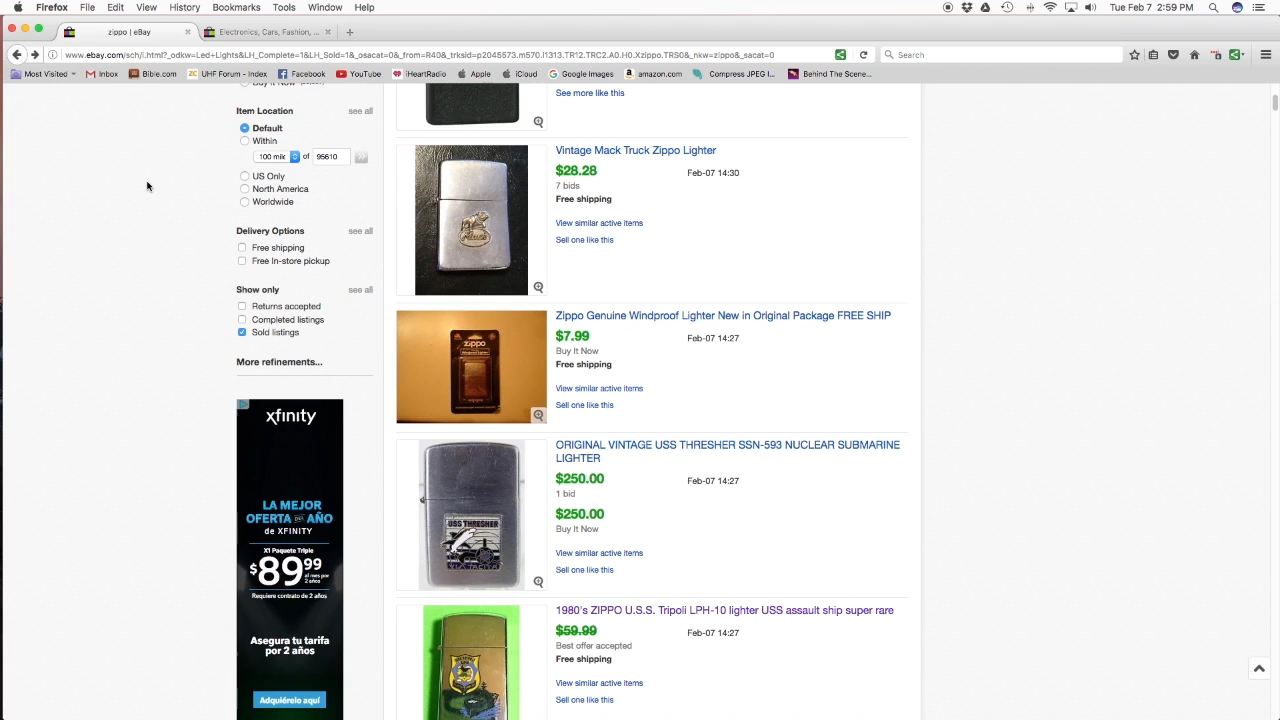 Firefox File Edit View History Bookmarks Tools Window Help Tue Feb 7 2:59 PM
zippo | eBay × Electronics, Cars, Fashion, ... × +
www.ebay.com/sch/i.html?_odkw=Led+Lights&LH_Complete=1&LH_Sold=1&_osacat=0&_from=R40&_trksid=p2045573.m570.l1313.TR12.TRC2.A0.H0.Xzippo.TRS0&_nkw=zippo&_sacat=0 Search
Most Visited Inbox Bible.com UHF Forum - Index Facebook YouTube iHeartRadio Apple iCloud Google Images amazon.com Compress JPEG I... Behind The Scene...
See more like this
Item Location see all
Default
Within
100 mile of 95610
US Only
North America
Worldwide
Delivery Options see all
Free shipping
Free In-store pickup
Show only see all
Returns accepted
Completed listings
Sold listings
More refinements...
xfinity
LA MEJOR
OFERTA DEL AÑO
de XFINITY
X1 Paquete Triple
$89.99
al mes por
2 años
Requiere contrato de 2 años
Asegura tu tarifa
por 2 años
Adquiérelo aquí
Vintage Mack Truck Zippo Lighter
$28.28 Feb-07 14:30
7 bids
Free shipping
View similar active items
Sell one like this
zippo
Zippo Genuine Windproof Lighter New in Original Package FREE SHIP
$7.99 Feb-07 14:27
Buy It Now
Free shipping
View similar active items
Sell one like this
USS THRESHER
ORIGINAL VINTAGE USS THRESHER SSN-593 NUCLEAR SUBMARINE
LIGHTER
$250.00 Feb-07 14:27
1 bid
$250.00
Buy It Now
View similar active items
Sell one like this
1980's ZIPPO U.S.S. Tripoli LPH-10 lighter USS assault ship super rare
$59.99 Feb-07 14:27
Best offer accepted
Free shipping
View similar active items
Sell one like this